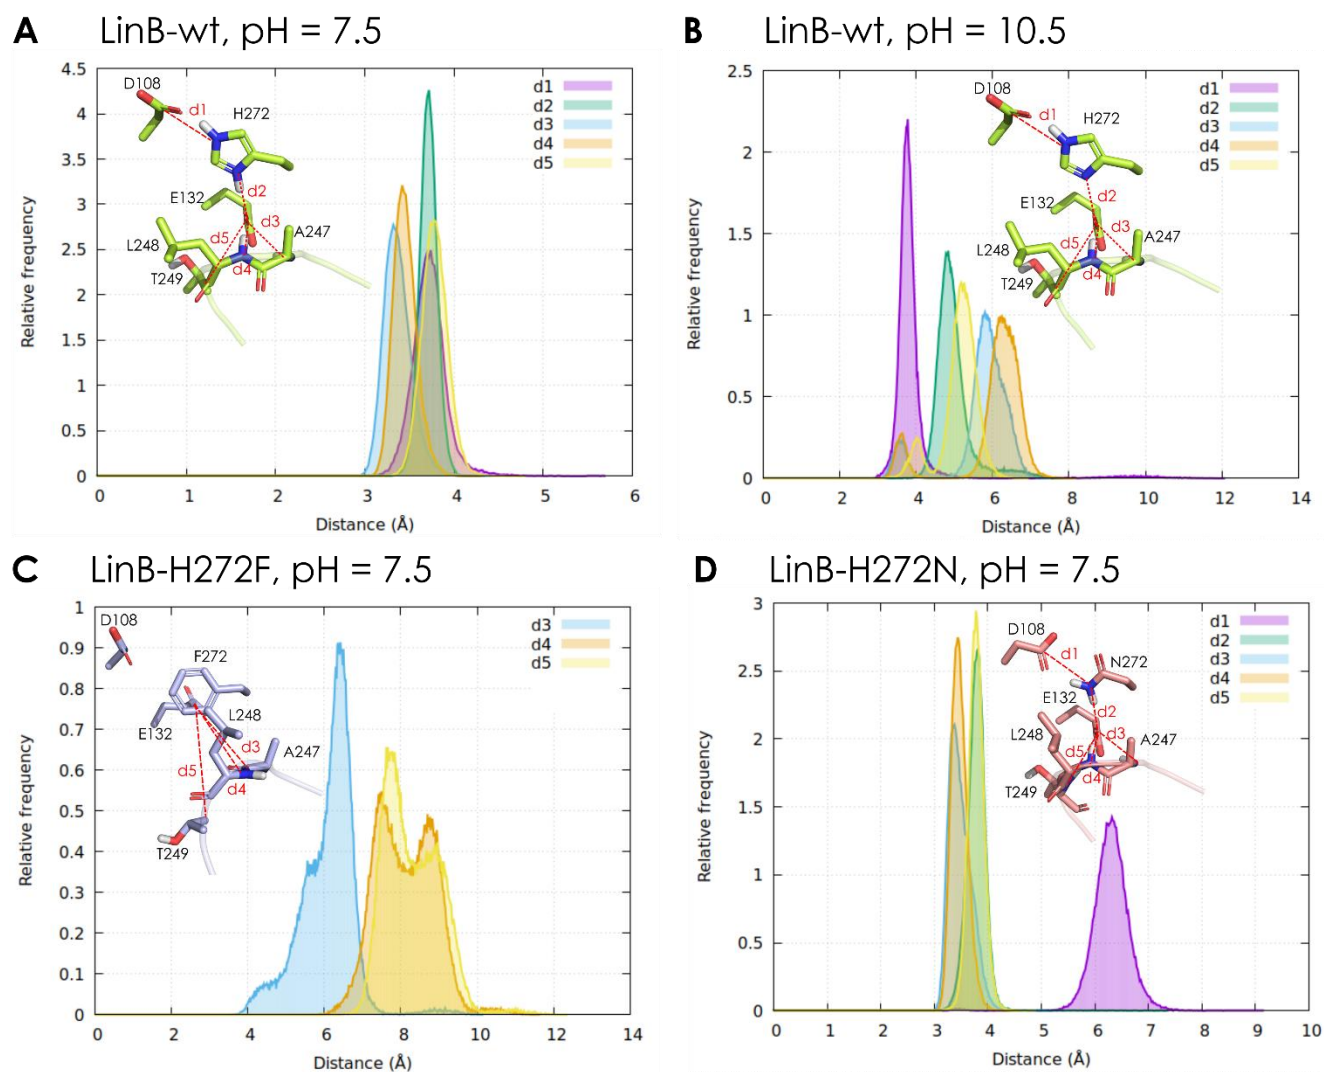 A LinB-wt, pH = 7.5
4.5
4
3.5
3
2.5
2
1.5
1
0.5
0
Relative frequency
0 1 2 3 4 5 6
Distance (Å)
d1
d2
d3
d4
d5
D108
d1
H272
E132
d2
d3
A247
L248
d5
d4
T249
B LinB-wt, pH = 10.5
2.5
2
1.5
1
0.5
0
Relative frequency
0 2 4 6 8 10 12 14
Distance (Å)
d1
d2
d3
d4
d5
D108
d1
H272
E132
d2
d3
A247
L248
d5
d4
T249
C LinB-H272F, pH = 7.5
1
0.9
0.8
0.7
0.6
0.5
0.4
0.3
0.2
0.1
0
Relative frequency
0 2 4 6 8 10 12 14
Distance (Å)
d3
d4
d5
D108
F272
L248
E132
d3
A247
d5
d4
T249
D LinB-H272N, pH = 7.5
3
2.5
2
1.5
1
0.5
0
Relative frequency
0 1 2 3 4 5 6 7 8 9 10
Distance (Å)
d1
d2
d3
d4
d5
D108
d1
N272
E132
d2
L248
d3
A247
d5
d4
T249